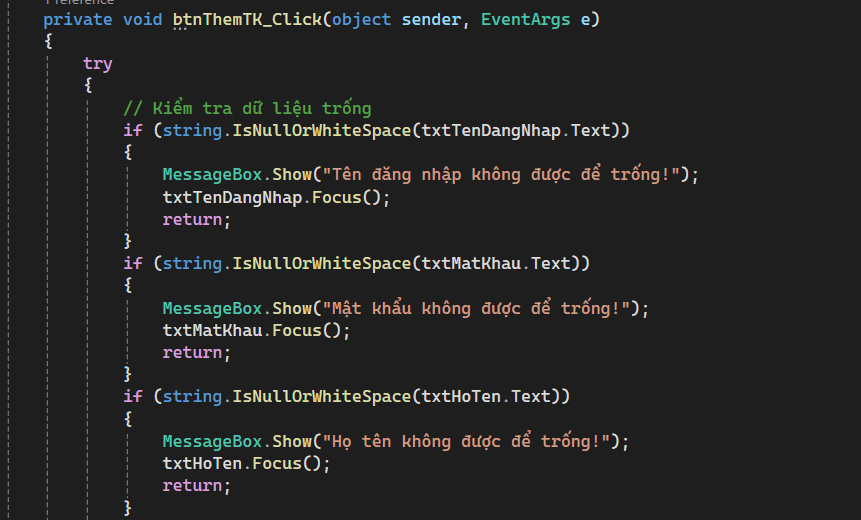 1 reference
private void btnThemTK_Click(object sender, EventArgs e)
{
try
{
// Kiểm tra dữ liệu trống
if (string.IsNullOrWhiteSpace(txtTenDangNhap.Text))
{
MessageBox.Show("Tên đăng nhập không được để trống!");
txtTenDangNhap.Focus();
return;
}
if (string.IsNullOrWhiteSpace(txtMatKhau.Text))
{
MessageBox.Show("Mật khẩu không được để trống!");
txtMatKhau.Focus();
return;
}
if (string.IsNullOrWhiteSpace(txtHoTen.Text))
{
MessageBox.Show("Họ tên không được để trống!");
txtHoTen.Focus();
return;
}